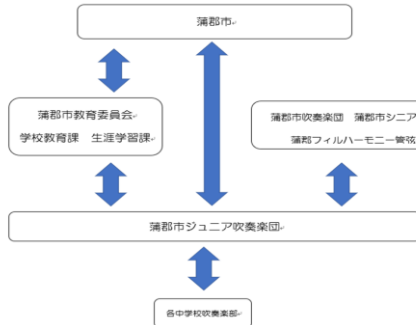 蒲郡市
蒲郡市教育委員会
学校教育課　生涯学習課
蒲郡市吹奏楽団　蒲郡市シニア
蒲郡フィルハーモニー管弦
蒲郡市ジュニア吹奏楽団
各中学校吹奏楽部